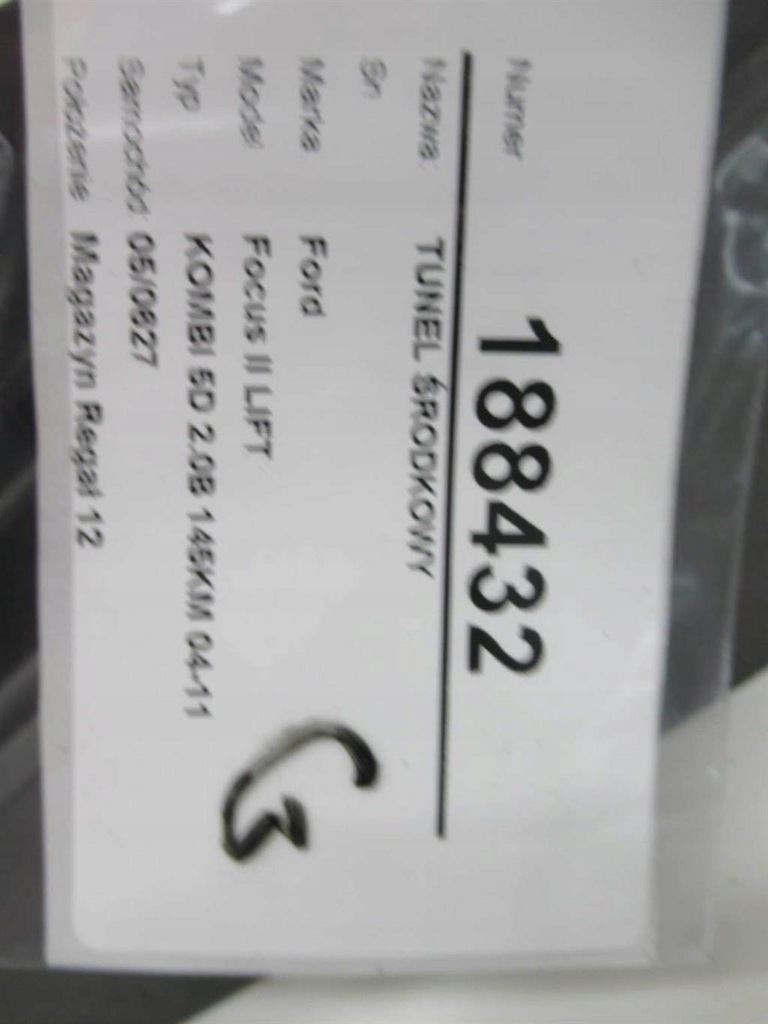 Numer 188432
Nazwa: TUNEL ŚRODKOWY
Sn
Marka Ford
Model Focus II LIFT
Typ KOMBI 5D 2.0B 145KM 04-11
Samochód: 05/0827
Położenie Magazyn Regał 12